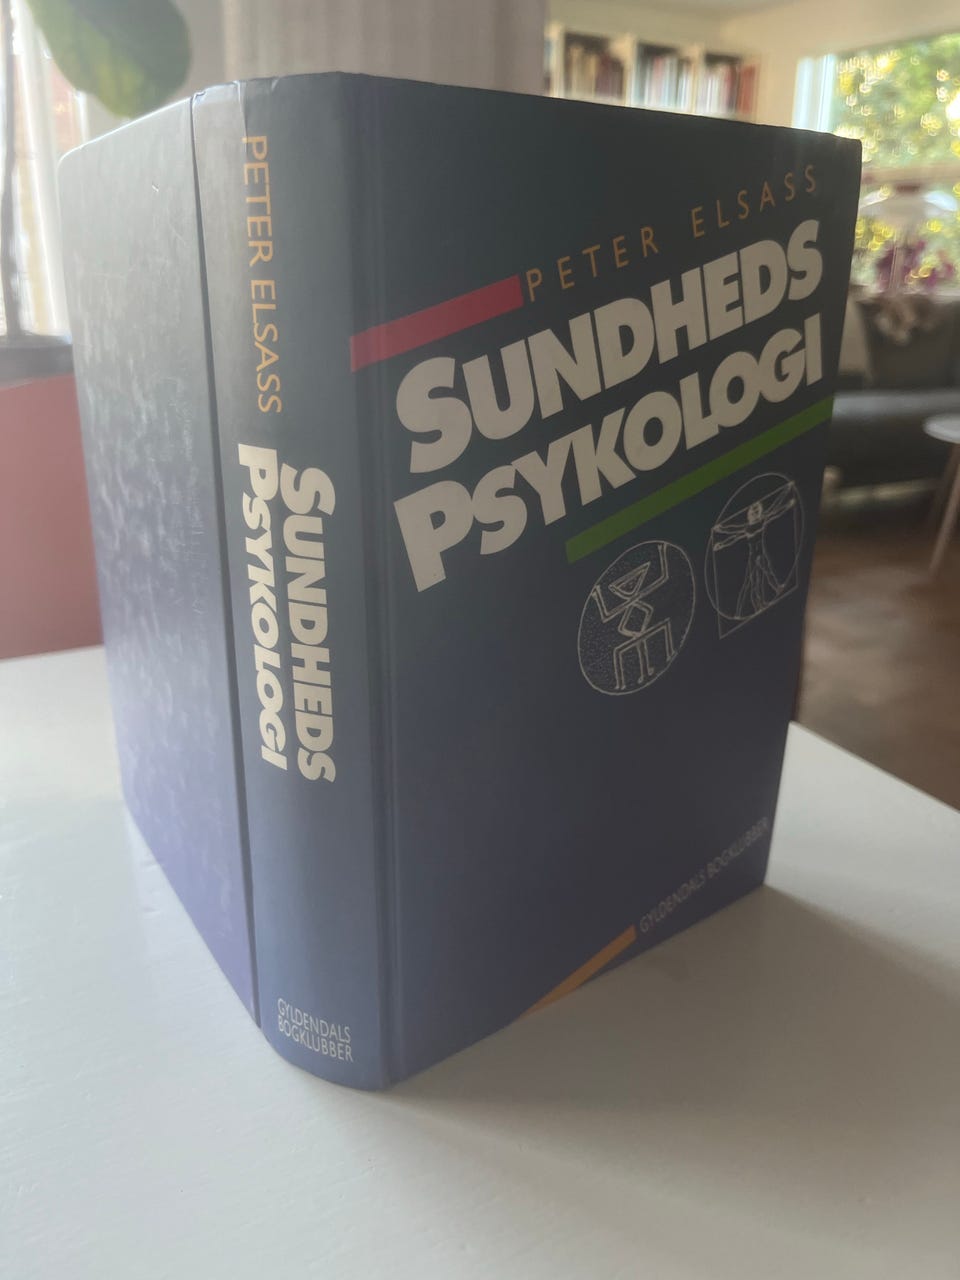 PETER ELSASS
SUNDHEDS
PSYKOLOGI
GYLDENDALS
BOGKLUBBER
PETER ELSASS
SUNDHEDS
PSYKOLOGI
GYLDENDALS BOGKLUBBER